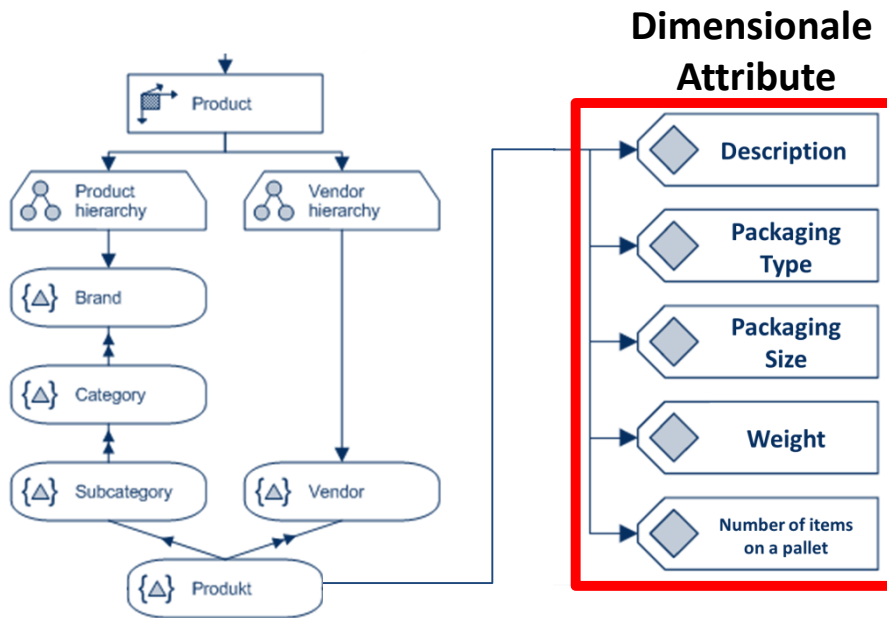 Dimensionale
Attribute
Product
Product
hierarchy
Vendor
hierarchy
Brand
Category
Subcategory
Vendor
Produkt
Description
Packaging
Type
Packaging
Size
Weight
Number of items
on a pallet